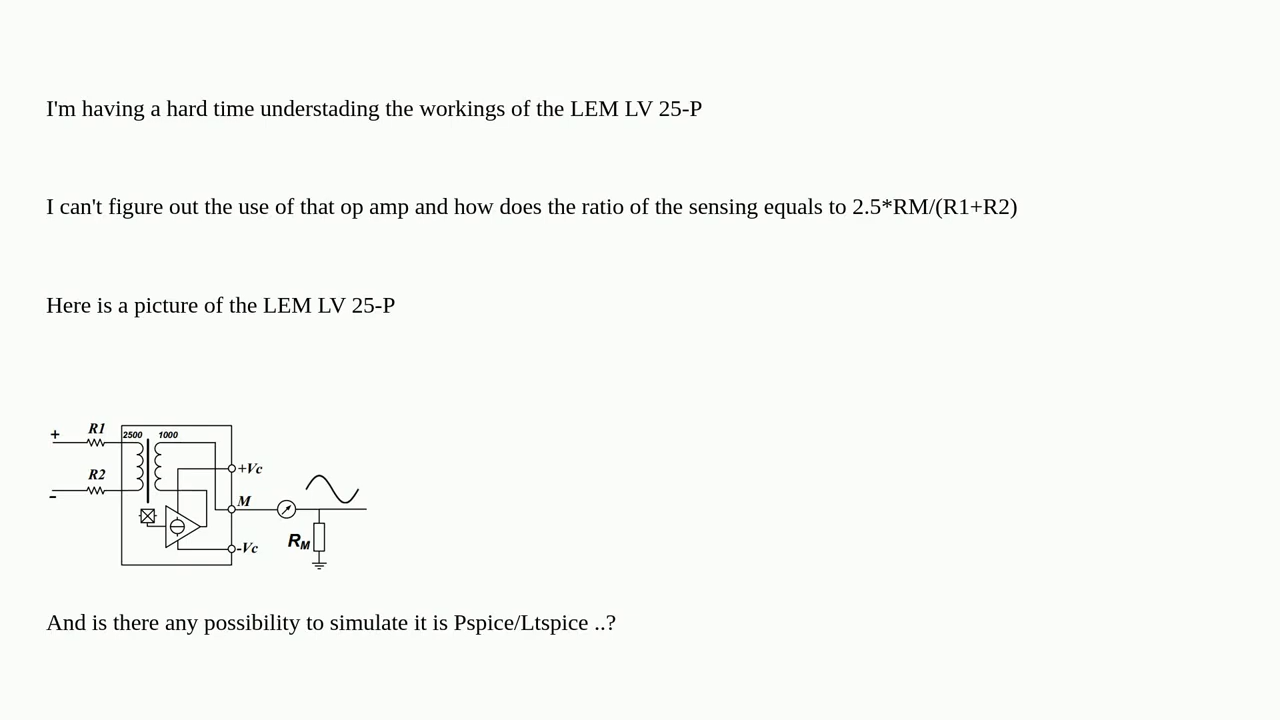 I'm having a hard time understading the workings of the LEM LV 25-P
I can't figure out the use of that op amp and how does the ratio of the sensing equals to 2.5*RM/(R1+R2)
Here is a picture of the LEM LV 25-P
+ R1 2500 1000
R2 +Vc
- M
RM
-Vc
And is there any possibility to simulate it is Pspice/Ltspice ..?